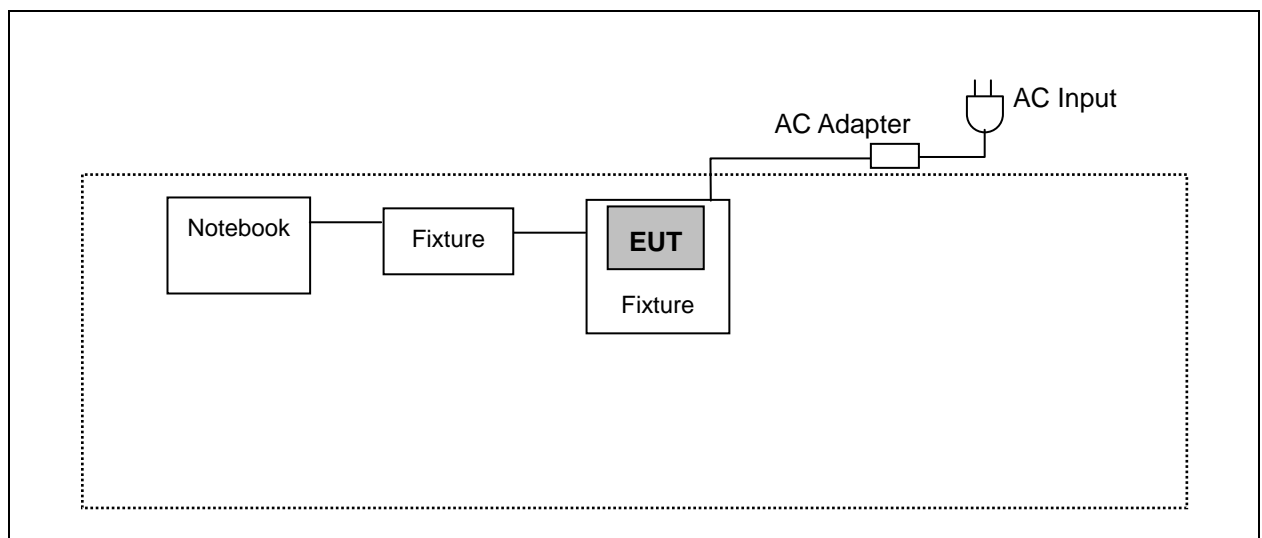 AC Input
AC Adapter
Notebook
Fixture
EUT
Fixture